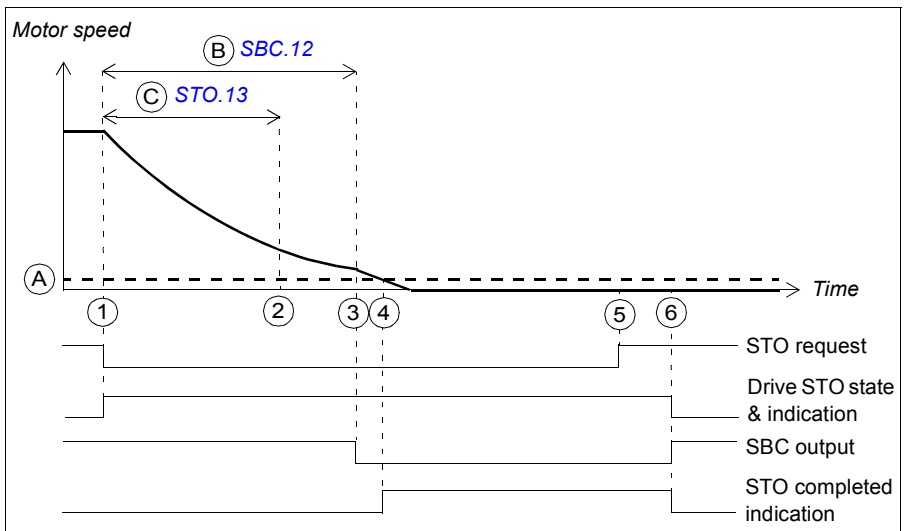 Motor speed
B SBC.12
C STO.13
A
Time
1 2 3 4 5 6
STO request
Drive STO state
& indication
SBC output
STO completed
indication